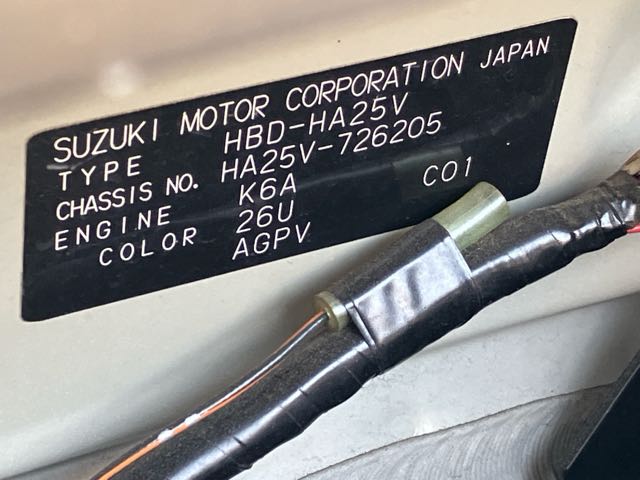 SUZUKI MOTOR CORPORATION JAPAN
TYPE HBD-HA25V
CHASSIS NO. HA25V-726205
ENGINE K6A C01
COLOR 26U
AGPV